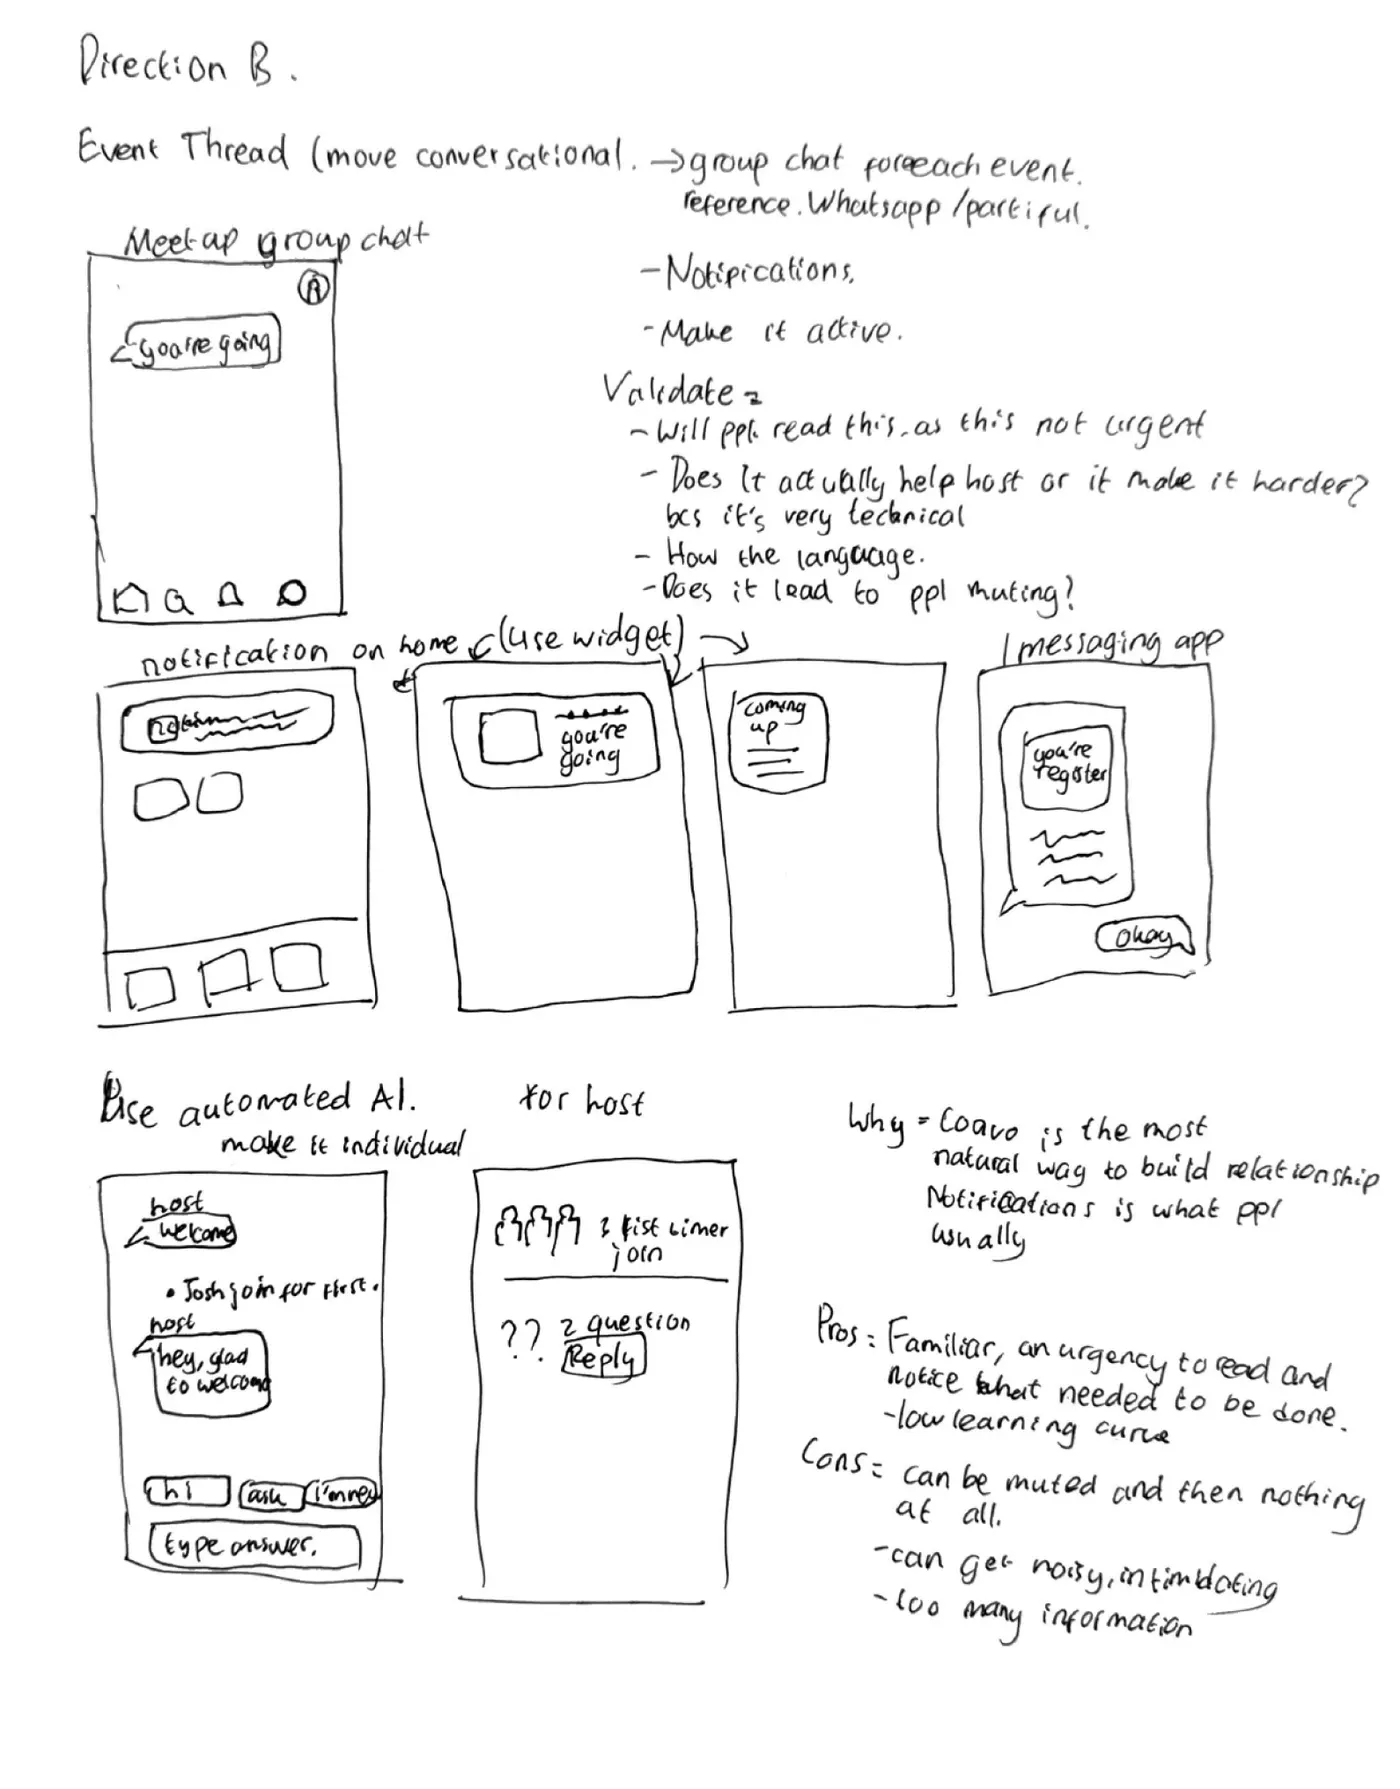 Direction B.
Event Thread (move conversational. → group chat for each event.
reference. Whatsapp / partiful.
Meetup group chat
you're going
- Notifications.
- Make it active.
Validate =
- Will ppl read this, as this not urgent
- Does it actually help host or it make it harder?
bcs it's very technical
- How the language.
- Does it lead to ppl muting?
notification on home (use widget)
you're
going
coming
up
messaging app
you're
register
Okay
Use automated AI.
make it individual
host
Welcome
• Josh join for first.
host
hey, glad
to welcome
hi
ask
I'm new
type answer.
for host
3 fist timer
join
?? 2 question
Reply
Why = Convo is the most
natural way to build relationship
Notifications is what ppl
usually
Pros = Familiar, an urgency to read and
notice what needed to be done.
- low learning curve
Cons = can be muted and then nothing
at all.
- can get noisy, intimidating
- too many information